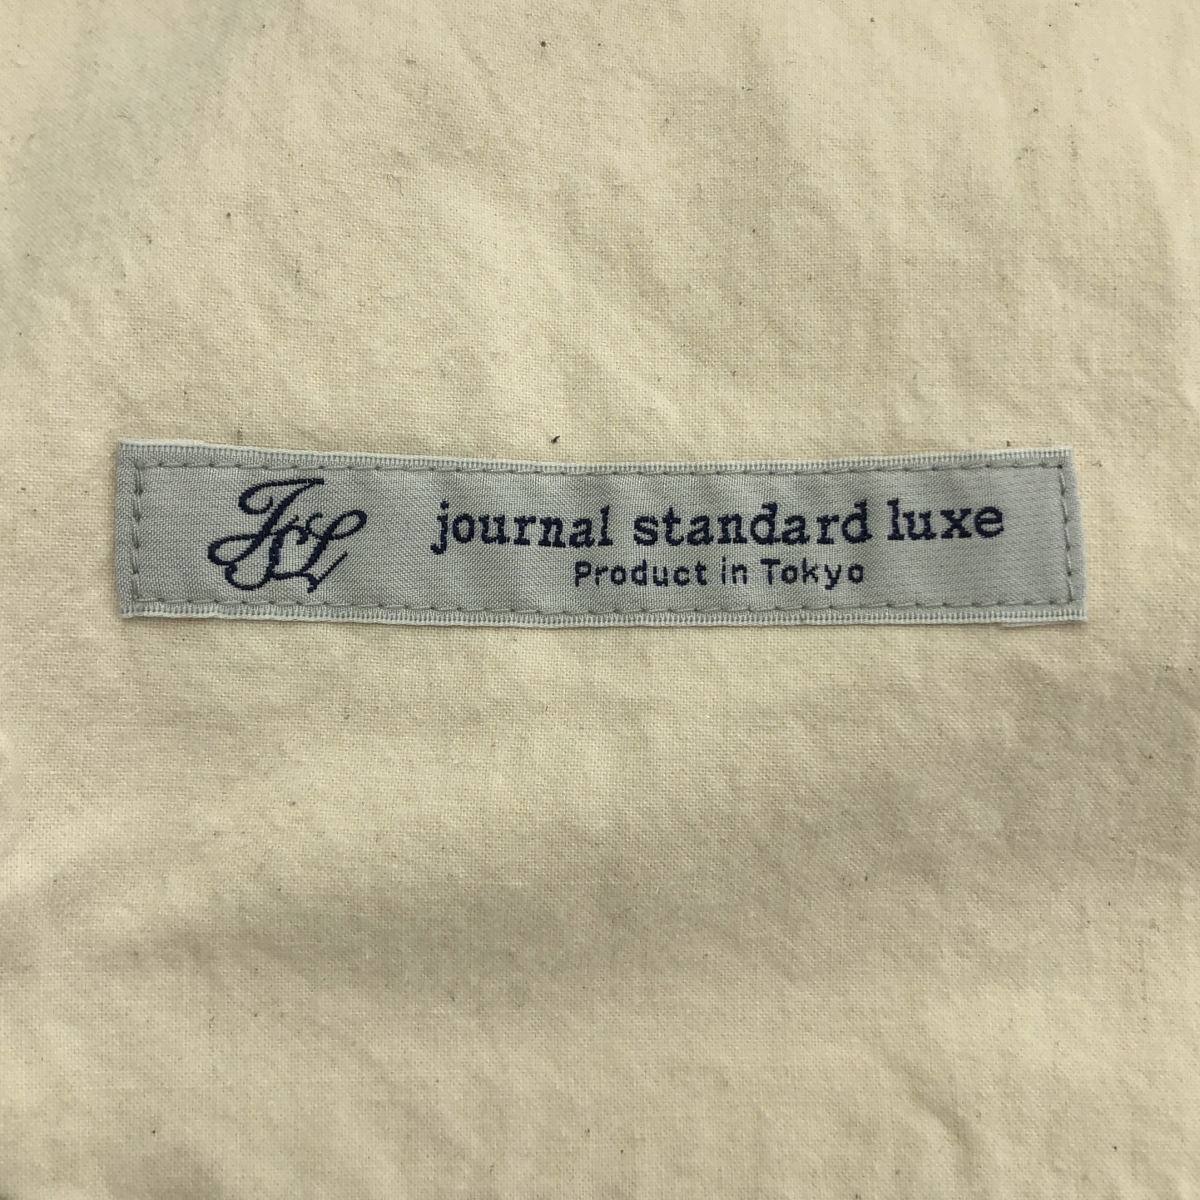 JSL
journal standard luxe
Product in Tokyo